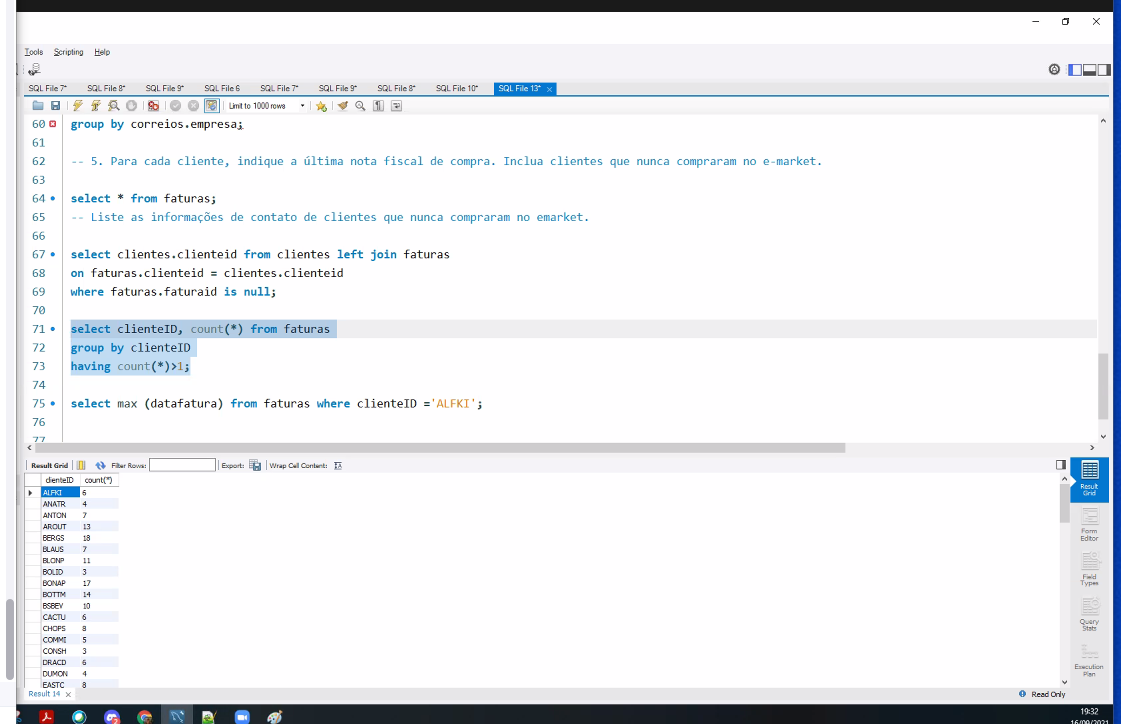 Tools Scripting Help
SQL File 7* SQL File 8* SQL File 9* SQL File 6 SQL File 7* SQL File 9* SQL File 8* SQL File 10* SQL File 13* ×
Limit to 1000 rows
60 group by correios.empresa;
61
62 -- 5. Para cada cliente, indique a última nota fiscal de compra. Inclua clientes que nunca compraram no e-market.
63
64 select * from faturas;
65 -- Liste as informações de contato de clientes que nunca compraram no emarket.
66
67 select clientes.clienteid from clientes left join faturas
68 on faturas.clienteid = clientes.clienteid
69 where faturas.faturaid is null;
70
71 select clienteID, count(*) from faturas
72 group by clienteID
73 having count(*)>1;
74
75 select max (datafatura) from faturas where clienteID ='ALFKI';
76
77
Result Grid Filter Rows: Export: Wrap Cell Content:
clienteID count(*)
ALFKI 6
ANATR 4
ANTON 7
AROUT 13
BERGS 18
BLAUS 7
BLONP 11
BOLID 3
BONAP 17
BOTTM 14
BSBEV 10
CACTU 6
CHOPS 8
COMMI 5
CONSH 3
DRACD 6
DUMON 4
EASTC 8
Result
Grid
Form
Editor
Field
Types
Query
Stats
Execution
Plan
Result 14 × Read Only
19:32
16/09/2021